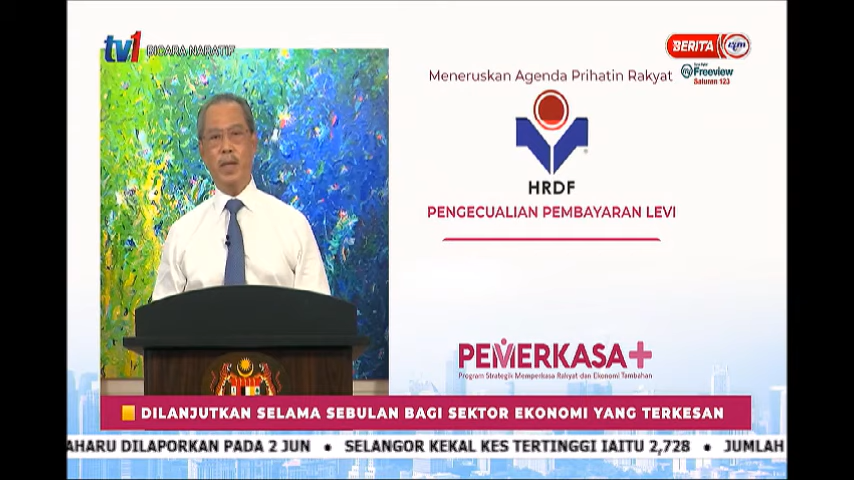 tv1
BICARA NARATIF
BERITA rtm
Freeview
Saluran 123
Meneruskan Agenda Prihatin Rakyat
HRDF
PENGECUALIAN PEMBAYARAN LEVI
PEMERKASA+
Program Strategik Memperkasa Rakyat dan Ekonomi Tambahan
DILANJUTKAN SELAMA SEBULAN BAGI SEKTOR EKONOMI YANG TERKESAN
AHARU DILAPORKAN PADA 2 JUN • SELANGOR KEKAL KES TERTINGGI IAITU 2,728 • JUMLAH